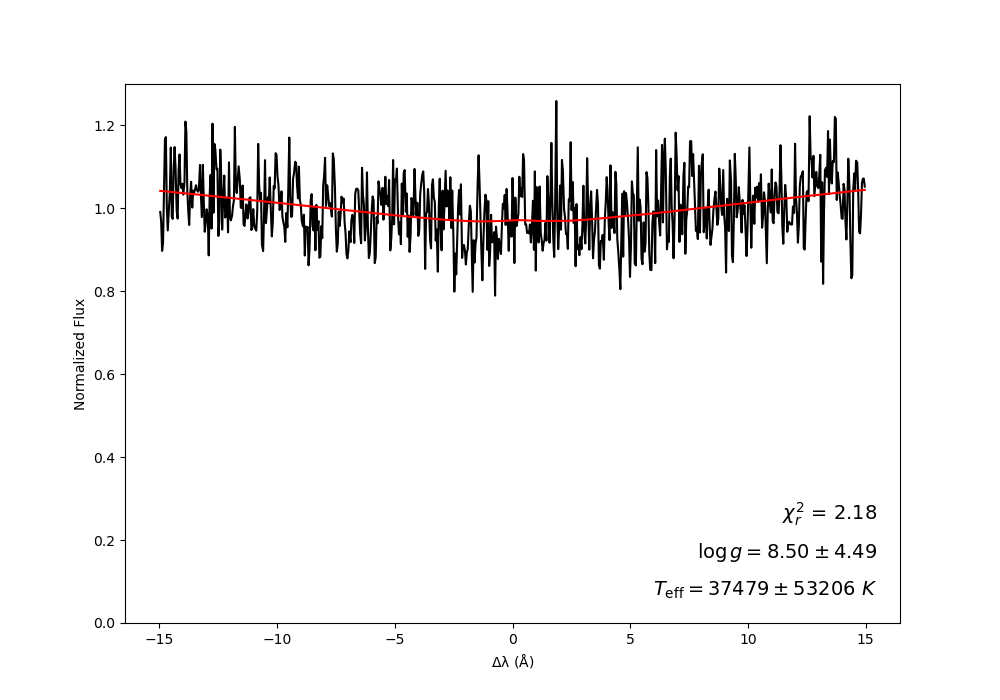 Normalized Flux
1.2
1.0
0.8
0.6
0.4
0.2
0.0
χ²ᵣ = 2.18
log g = 8.50 ± 4.49
T_eff = 37479 ± 53206 K
−15 −10 −5 0 5 10 15
Δλ (Å)